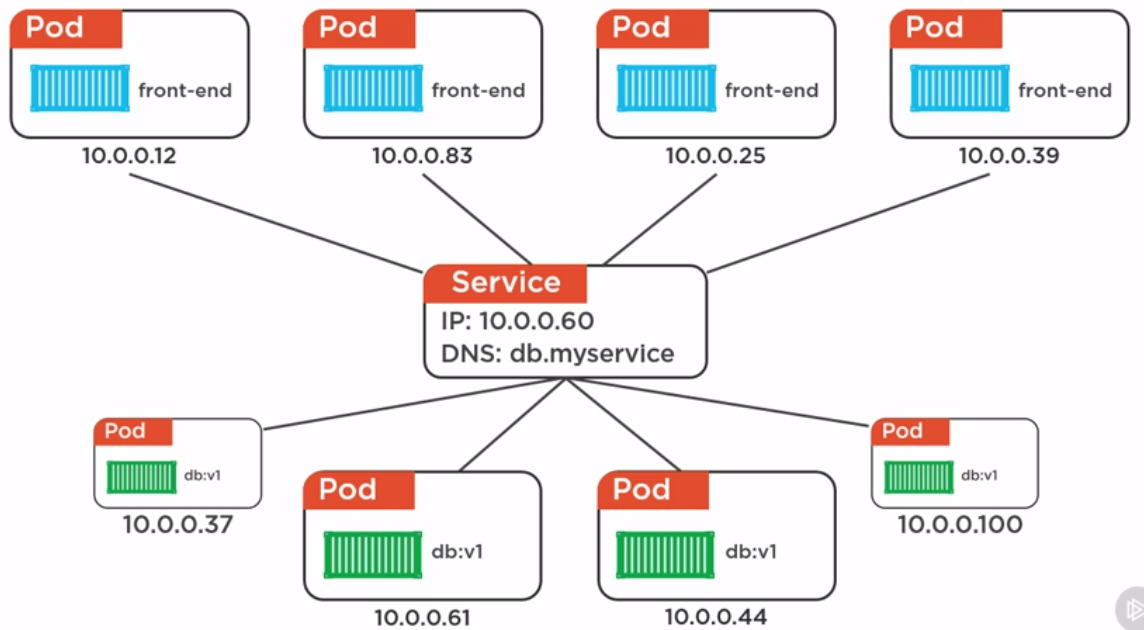 Pod
front-end
10.0.0.12
Pod
front-end
10.0.0.83
Pod
front-end
10.0.0.25
Pod
front-end
10.0.0.39
Service
IP: 10.0.0.60
DNS: db.myservice
Pod
db:v1
10.0.0.37
Pod
db:v1
10.0.0.61
Pod
db:v1
10.0.0.44
Pod
db:v1
10.0.0.100